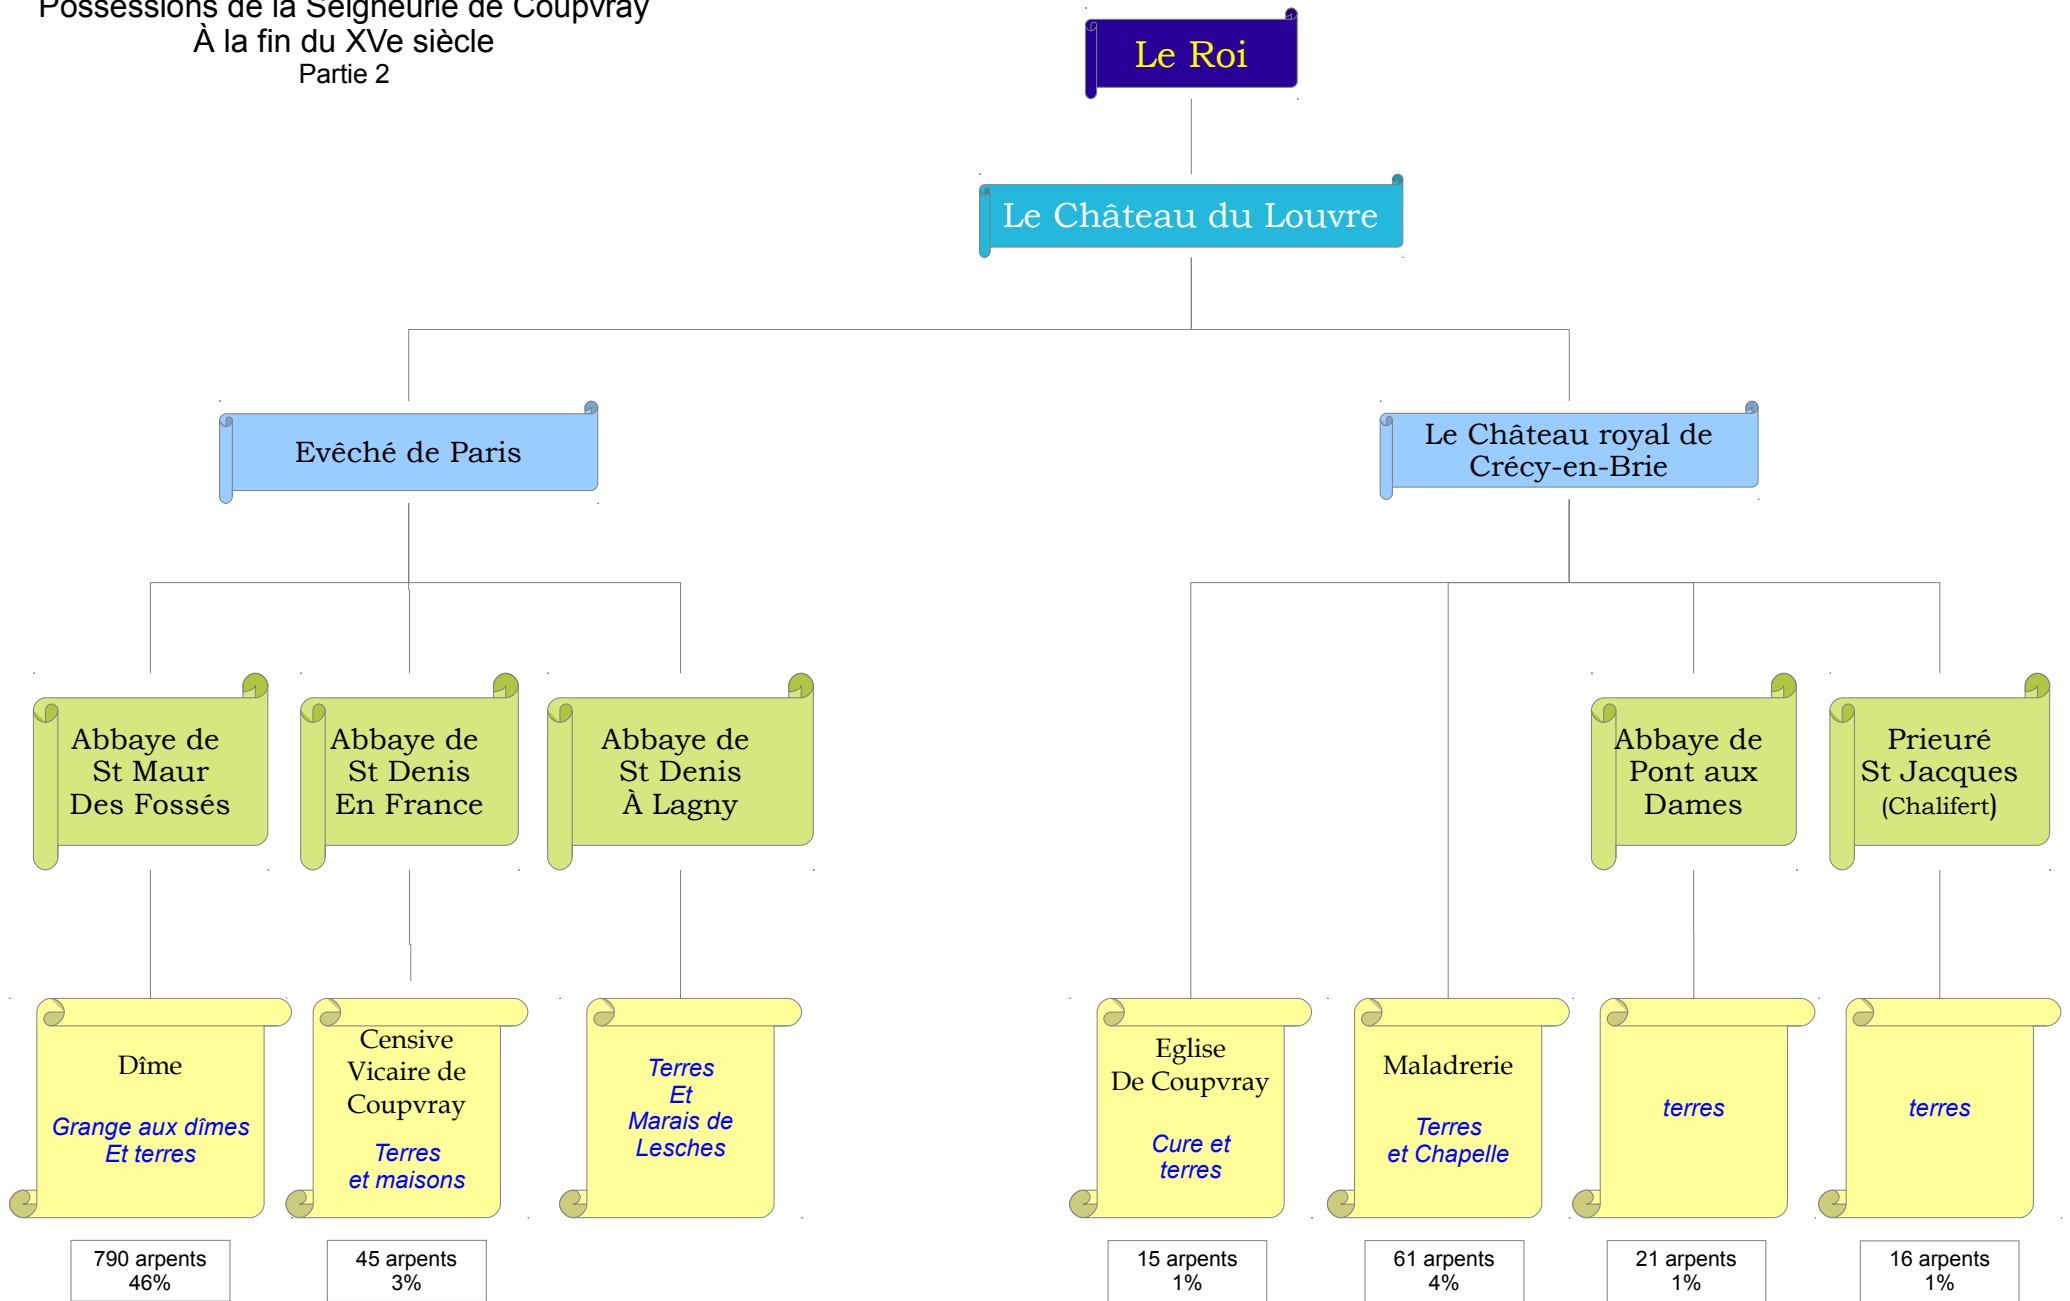 Possessions de la Seigneurie de Coupvray
À la fin du XVe siècle
Partie 2
Le Roi
Le Château du Louvre
Evêché de Paris
Le Château royal de
Crécy-en-Brie
Abbaye de
St Maur
Des Fossés
Abbaye de
St Denis
En France
Abbaye de
St Denis
À Lagny
Abbaye de
Pont aux
Dames
Prieuré
St Jacques
(Chalifert)
Dîme
Grange aux dîmes
Et terres
Censive
Vicaire de
Coupvray
Terres
et maisons
Terres
Et
Marais de
Lesches
Eglise
De Coupvray
Cure et
terres
Maladrerie
Terres
et Chapelle
terres
terres
790 arpents
46%
45 arpents
3%
15 arpents
1%
61 arpents
4%
21 arpents
1%
16 arpents
1%